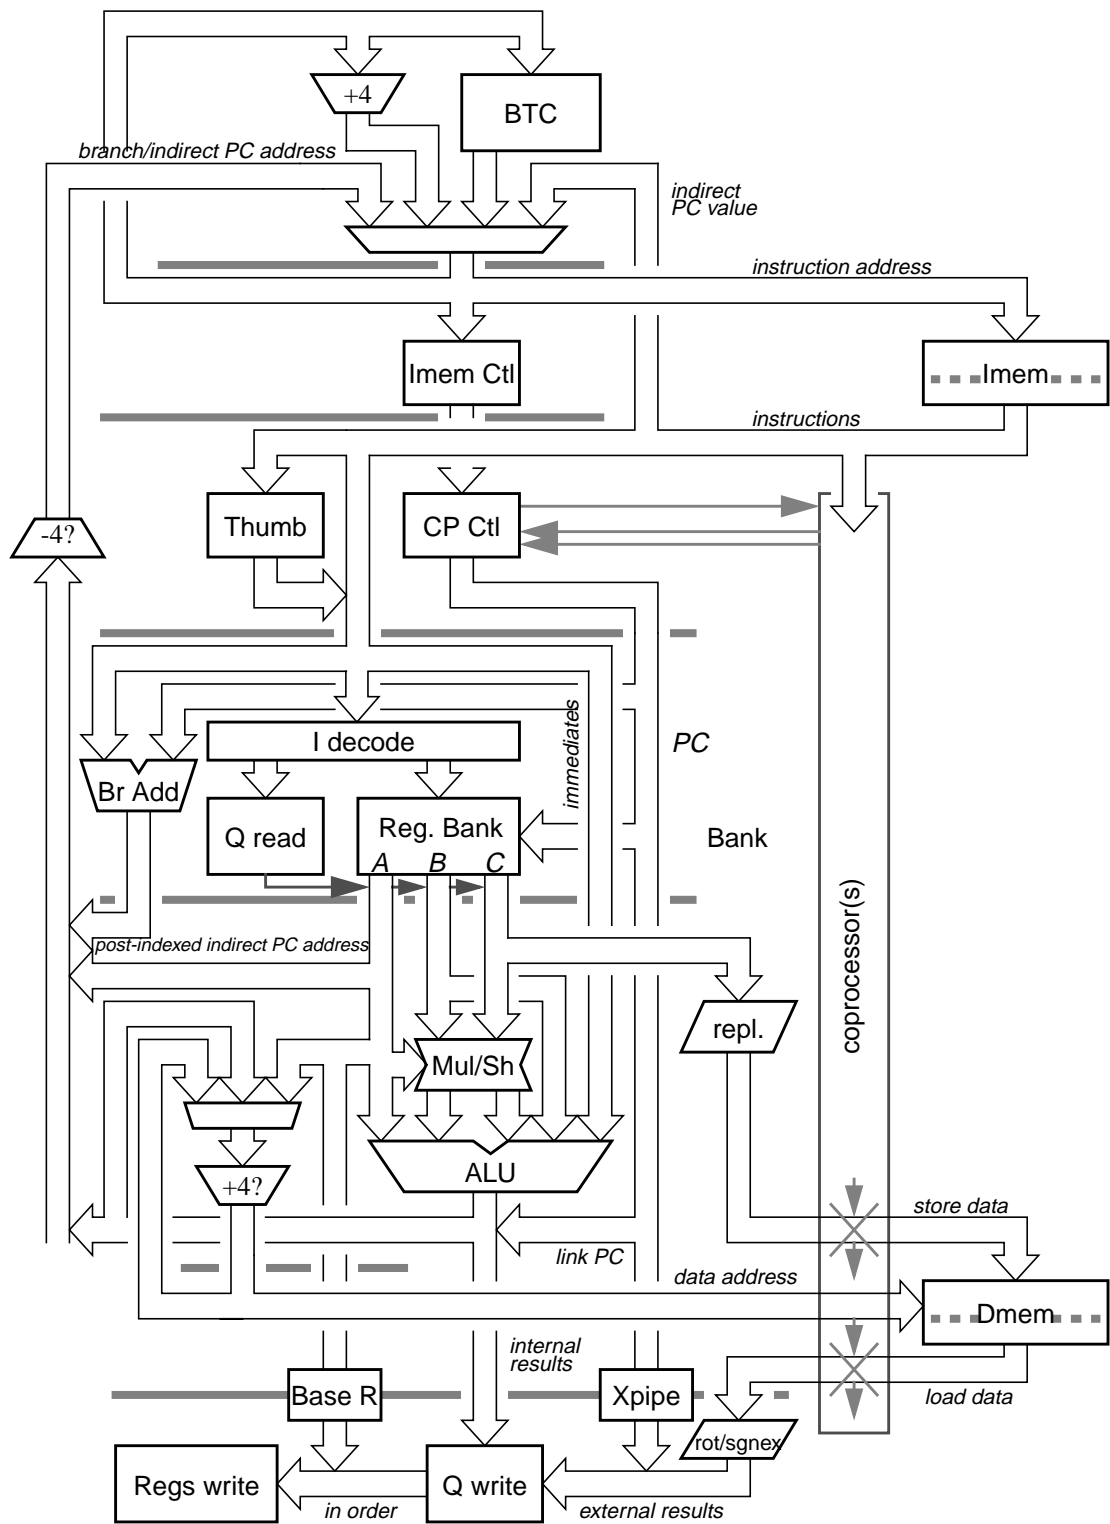 +4
BTC
branch/indirect PC address
indirect
PC value
instruction address
Imem Ctl
Imem
instructions
Thumb
CP Ctl
-4?
immediates
I decode
PC
Br Add
Q read
Reg. Bank
A B C
Bank
coprocessor(s)
post-indexed indirect PC address
repl.
Mul/Sh
ALU
+4?
store data
link PC
data address
Dmem
internal
results
Base R
Xpipe
load data
rot/sgnex
Regs write
Q write
in order
external results